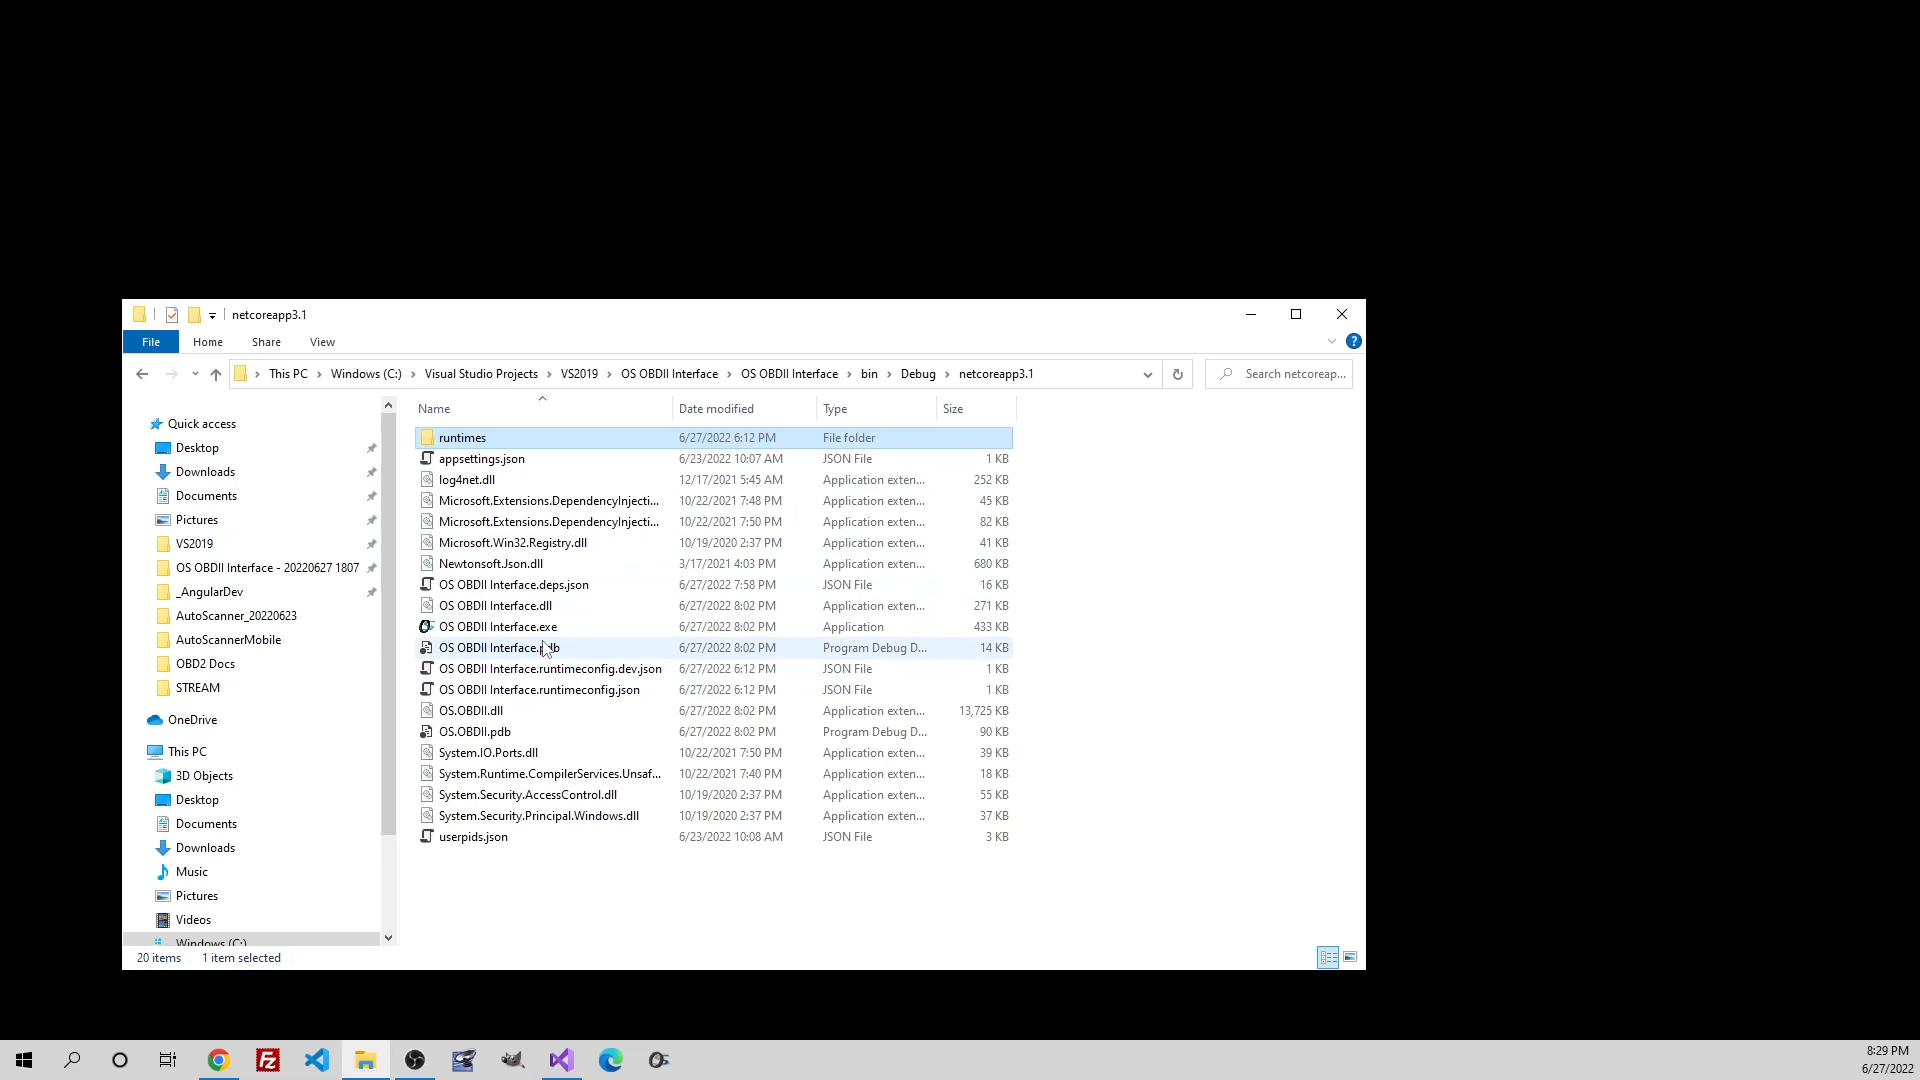 netcoreapp3.1
File Home Share View
This PC Windows (C:) Visual Studio Projects VS2019 OS OBDII Interface OS OBDII Interface bin Debug netcoreapp3.1 Search netcoreap...
Name Date modified Type Size
Quick access
Desktop
Downloads
Documents
Pictures
VS2019
OS OBDII Interface - 20220627 1807
_AngularDev
AutoScanner_20220623
AutoScannerMobile
OBD2 Docs
STREAM
OneDrive
This PC
3D Objects
Desktop
Documents
Downloads
Music
Pictures
Videos
Windows (C:)
runtimes 6/27/2022 6:12 PM File folder
appsettings.json 6/23/2022 10:07 AM JSON File 1 KB
log4net.dll 12/17/2021 5:45 AM Application exten... 252 KB
Microsoft.Extensions.DependencyInjecti... 10/22/2021 7:48 PM Application exten... 45 KB
Microsoft.Extensions.DependencyInjecti... 10/22/2021 7:50 PM Application exten... 82 KB
Microsoft.Win32.Registry.dll 10/19/2020 2:37 PM Application exten... 41 KB
Newtonsoft.Json.dll 3/17/2021 4:03 PM Application exten... 680 KB
OS OBDII Interface.deps.json 6/27/2022 7:58 PM JSON File 16 KB
OS OBDII Interface.dll 6/27/2022 8:02 PM Application exten... 271 KB
OS OBDII Interface.exe 6/27/2022 8:02 PM Application 433 KB
OS OBDII Interface.pdb 6/27/2022 8:02 PM Program Debug D... 14 KB
OS OBDII Interface.runtimeconfig.dev.json 6/27/2022 6:12 PM JSON File 1 KB
OS OBDII Interface.runtimeconfig.json 6/27/2022 6:12 PM JSON File 1 KB
OS.OBDII.dll 6/27/2022 8:02 PM Application exten... 13,725 KB
OS.OBDII.pdb 6/27/2022 8:02 PM Program Debug D... 90 KB
System.IO.Ports.dll 10/22/2021 7:50 PM Application exten... 39 KB
System.Runtime.CompilerServices.Unsaf... 10/22/2021 7:40 PM Application exten... 18 KB
System.Security.AccessControl.dll 10/19/2020 2:37 PM Application exten... 55 KB
System.Security.Principal.Windows.dll 10/19/2020 2:37 PM Application exten... 37 KB
userpids.json 6/23/2022 10:08 AM JSON File 3 KB
20 items 1 item selected
8:29 PM
6/27/2022